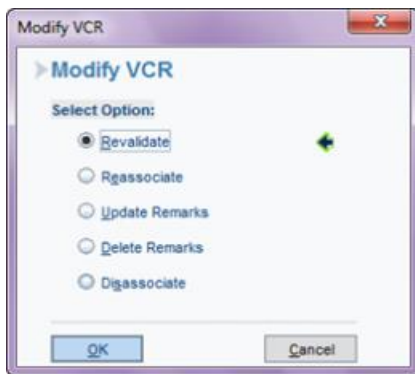 Modify VCR
Modify VCR
Select Option:
Revalidate
Reassociate
Update Remarks
Delete Remarks
Disassociate
OK
Cancel